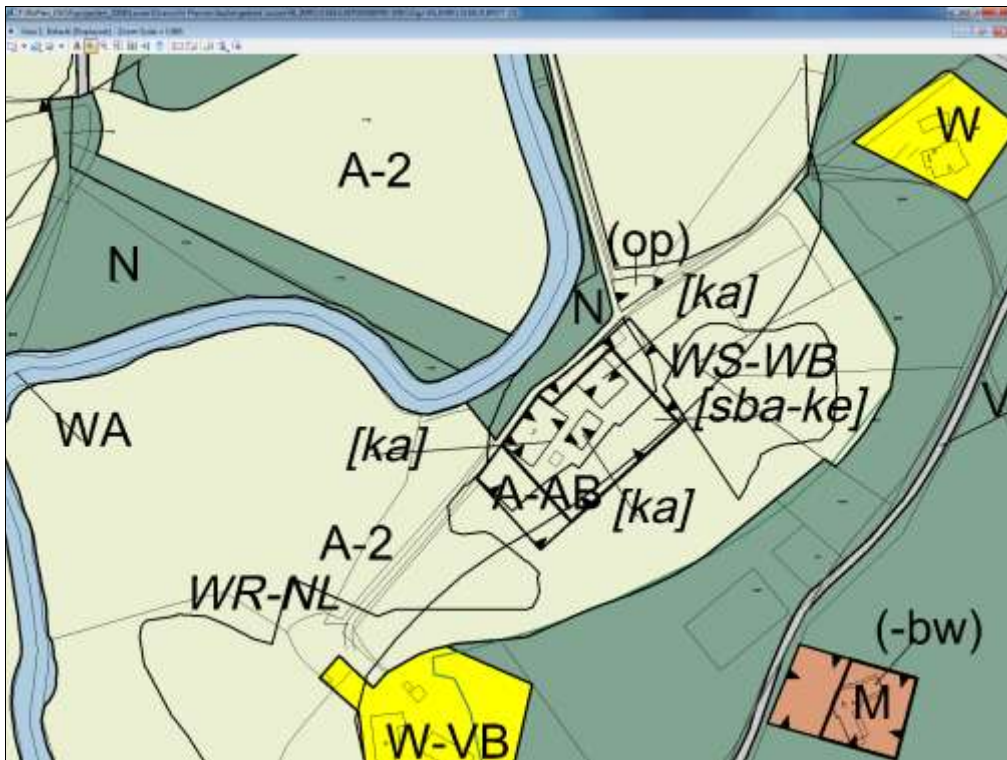 A-2
W
N
(op)
N
[ka]
WS-WB
WA
[sba-ke]
[ka]
A-AB
[ka]
A-2
WR-NL
(-bw)
M
W-VB